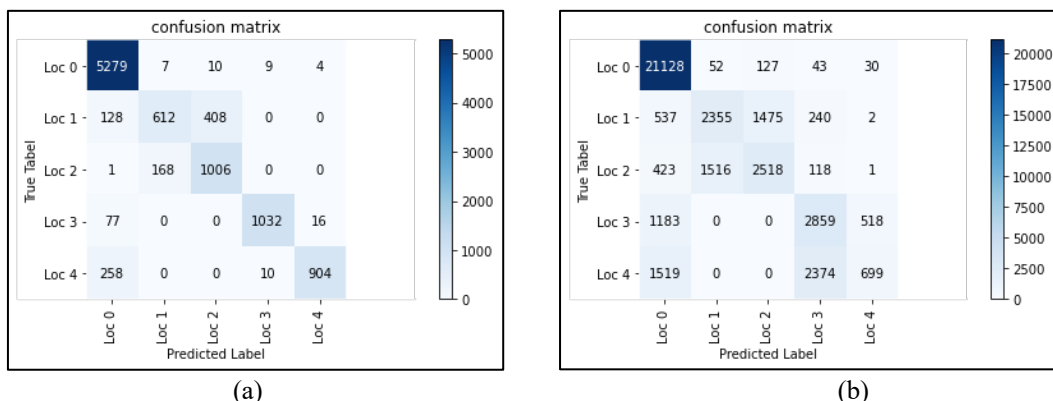 confusion matrix
Loc 0 5279 7 10 9 4
Loc 1 128 612 408 0 0
Loc 2 1 168 1006 0 0
Loc 3 77 0 0 1032 16
Loc 4 258 0 0 10 904
True Tabel
Loc 0 Loc 1 Loc 2 Loc 3 Loc 4
Predicted Label
5000
4000
3000
2000
1000
0
(a)
confusion matrix
Loc 0 21128 52 127 43 30
Loc 1 537 2355 1475 240 2
Loc 2 423 1516 2518 118 1
Loc 3 1183 0 0 2859 518
Loc 4 1519 0 0 2374 699
True Tabel
Loc 0 Loc 1 Loc 2 Loc 3 Loc 4
Predicted Label
20000
17500
15000
12500
10000
7500
5000
2500
0
(b)